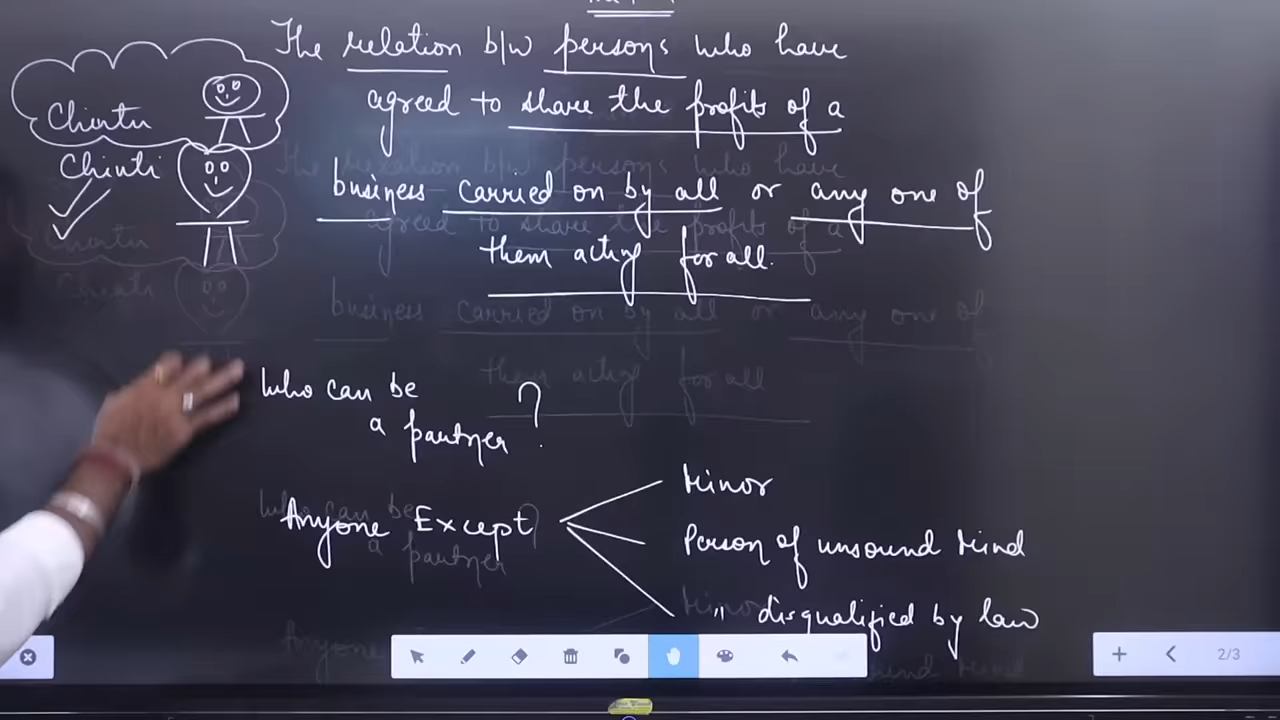 The relation b/w persons who have
agreed to share the profits of a
business carried on by all or any one of
them acting for all.
Chintu
Chinti
Who can be
a partner ?
Anyone Except
Minor
Person of unsound Mind
" disqualified by law
2/3